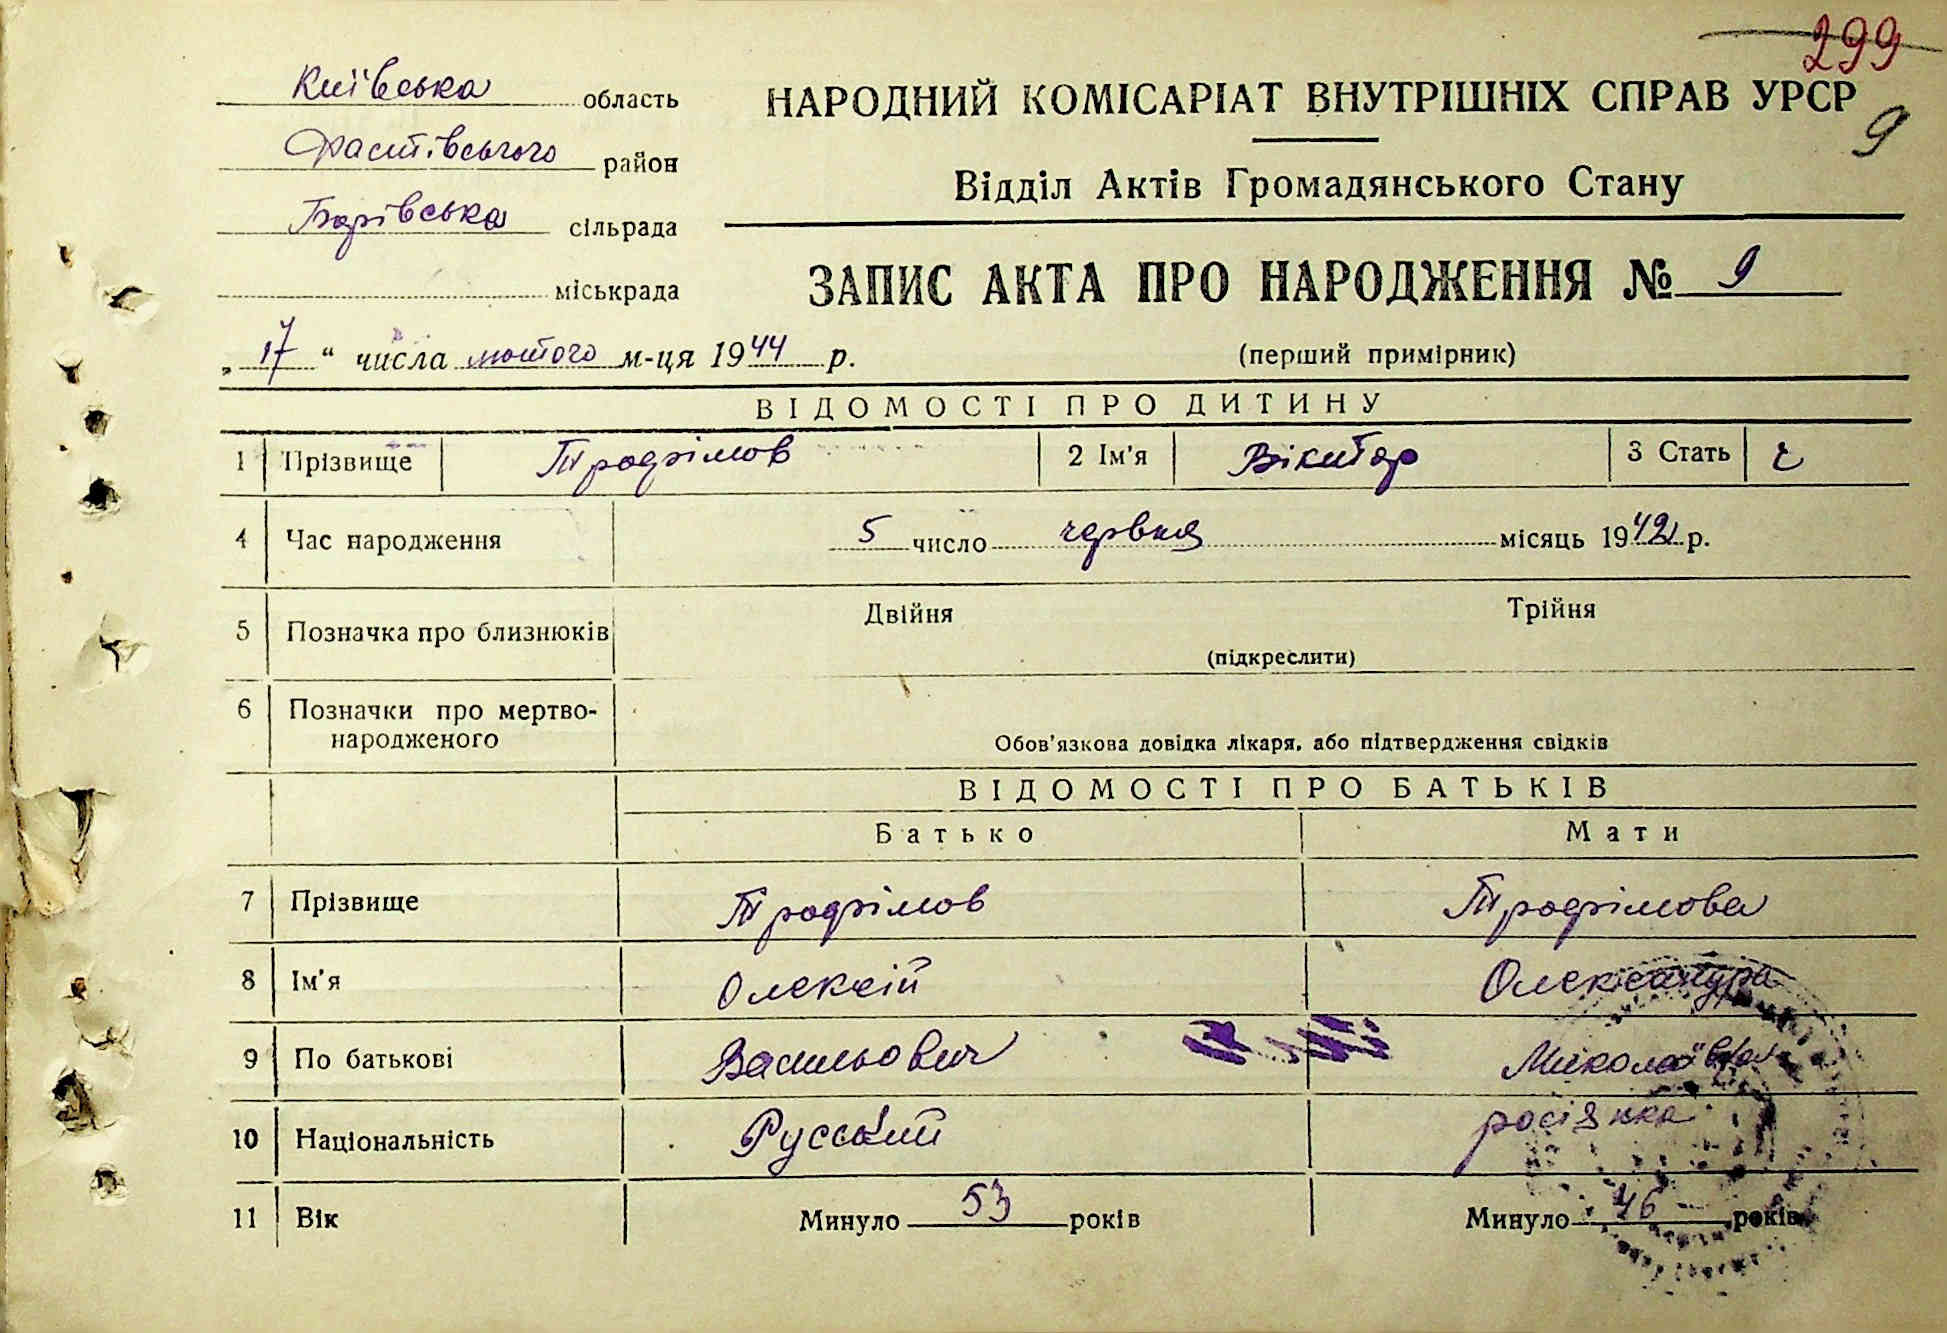 299
Київська область
НАРОДНИЙ КОМІСАРІАТ ВНУТРІШНІХ СПРАВ УРСР
9
Фастівського район
Відділ Актів Громадянського Стану
Барівська сільрада
міськрада
ЗАПИС АКТА ПРО НАРОДЖЕННЯ № 9
„ 17 “ числа лютого м-ця 1944 р.
(перший примірник)
ВІДОМОСТІ ПРО ДИТИНУ
1 Прізвище Трофімов 2 Ім'я Віктор 3 Стать ч
4 Час народження 5 число червня місяць 1942 р.
5 Позначка про близнюків Двійня Трійня
(підкреслити)
6 Позначки про мертво-
народженого
Обов'язкова довідка лікаря, або підтвердження свідків
ВІДОМОСТІ ПРО БАТЬКІВ
Батько Мати
7 Прізвище Трофімов Трофімова
8 Ім'я Олексій Олександра
9 По батькові Васильович Миколаївна
10 Національність Русский росіянка
11 Вік Минуло 53 років Минуло 46 років